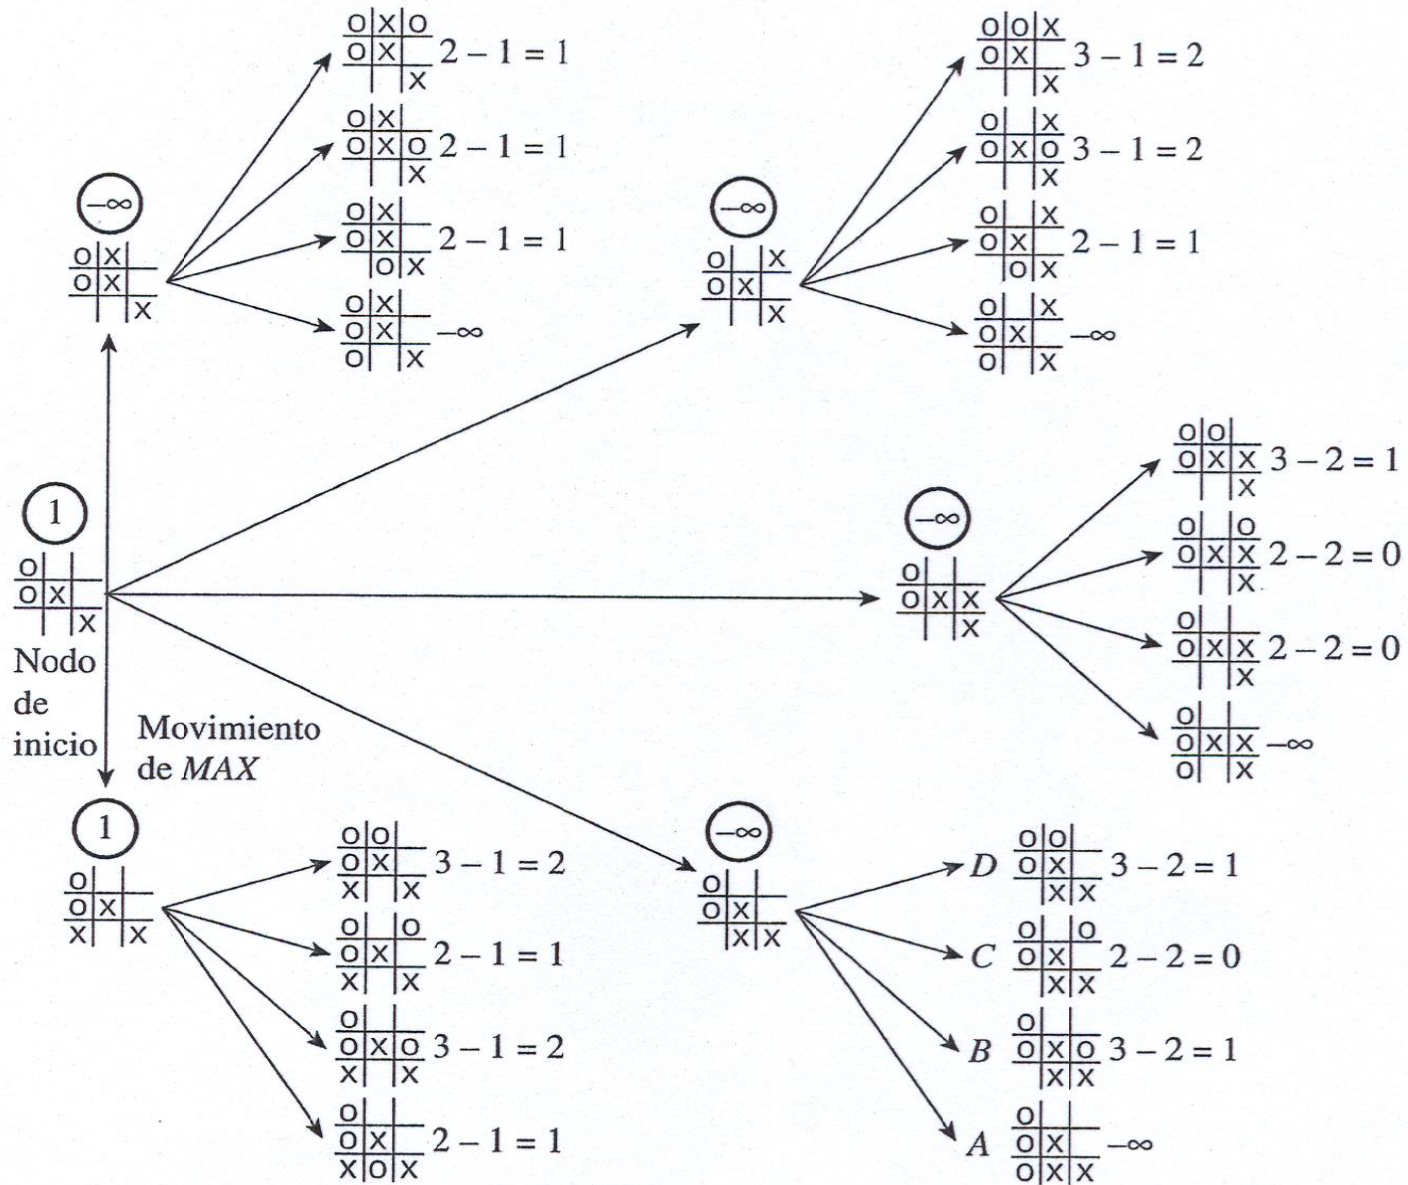 O X O
O X 2 – 1 = 1
X
O X
O X O 2 – 1 = 1
X
O X
O X 2 – 1 = 1
O X
O X
O X –∞
O X
–∞
O X
O X
X
O O X
O X 3 – 1 = 2
X
O X
O X O 3 – 1 = 2
X
O X
O X 2 – 1 = 1
O X
O X
O X –∞
O X
–∞
O X
O X
X
1
O
O X
X
Nodo
de
inicio
Movimiento
de MAX
–∞
O
O X X
X
O O
O X X 3 – 2 = 1
X
O O
O X X 2 – 2 = 0
X
O
O X X 2 – 2 = 0
X
O
O X X –∞
O X
1
O
O X
X X
O O
O X 3 – 1 = 2
X X
O O
O X 2 – 1 = 1
X X
O
O X O 3 – 1 = 2
X X
O
O X 2 – 1 = 1
X O X
–∞
O
O X
X X
O O
D O X 3 – 2 = 1
X X
O O
C O X 2 – 2 = 0
X X
O
B O X O 3 – 2 = 1
X X
O
A O X –∞
O X X